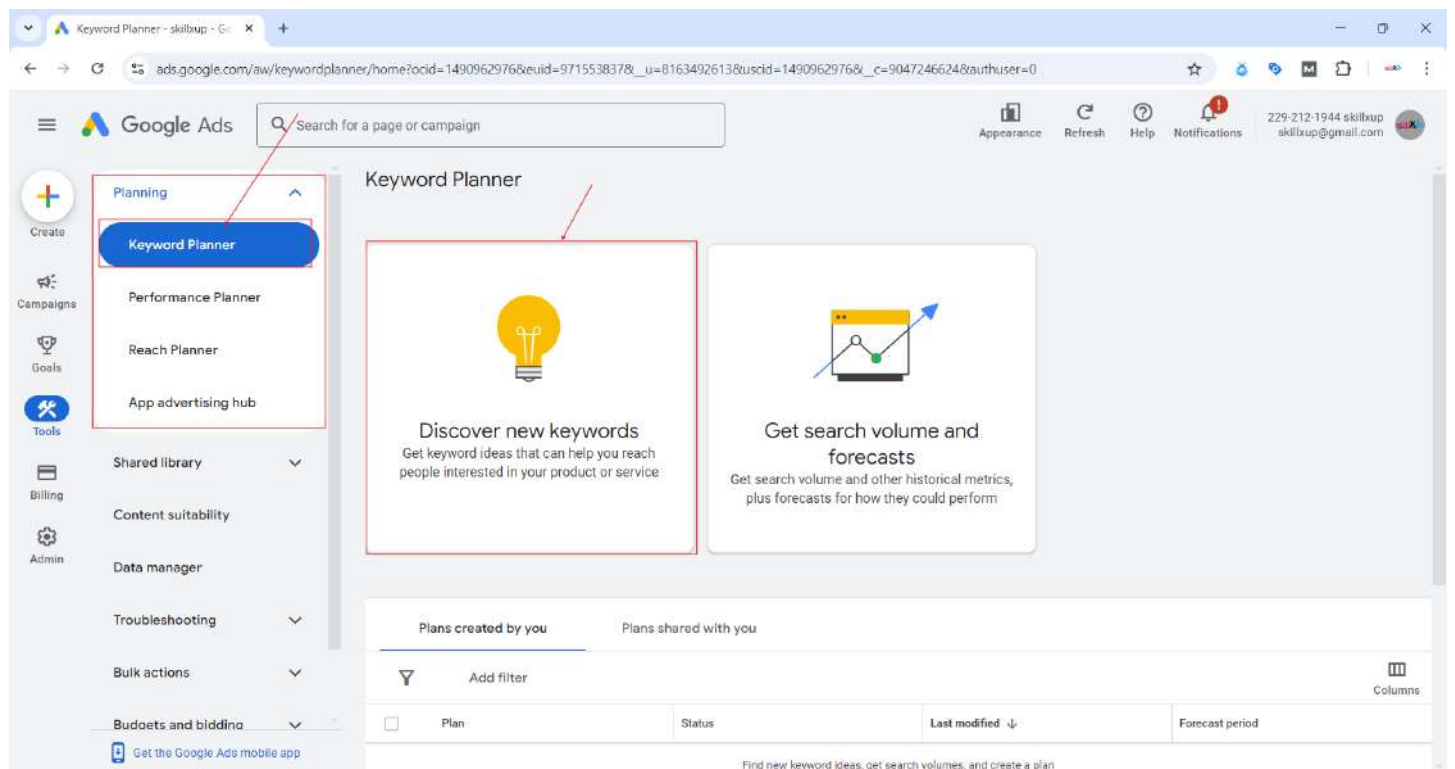 Keyword Planner - skillxup - Go
ads.google.com/aw/keywordplanner/home?ocid=1490962976&euid=971553837&__u=8163492613&uscid=1490962976&__c=9047246624&authuser=0
Google Ads
Search for a page or campaign
Appearance
Refresh
Help
Notifications
229-212-1944 skillxup
skillxup@gmail.com
Create
Campaigns
Goals
Tools
Billing
Admin
Planning
Keyword Planner
Performance Planner
Reach Planner
App advertising hub
Shared library
Content suitability
Data manager
Troubleshooting
Bulk actions
Budgets and bidding
Get the Google Ads mobile app
Keyword Planner
Discover new keywords
Get keyword ideas that can help you reach
people interested in your product or service
Get search volume and
forecasts
Get search volume and other historical metrics,
plus forecasts for how they could perform
Plans created by you
Plans shared with you
Add filter
Columns
Plan
Status
Last modified
Forecast period
Find new keyword ideas, get search volumes, and create a plan